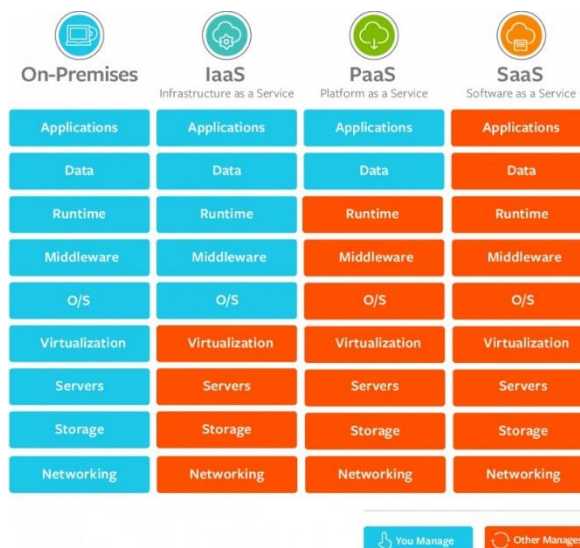 On-Premises
IaaS
Infrastructure as a Service
PaaS
Platform as a Service
SaaS
Software as a Service
Applications Applications Applications Applications
Data Data Data Data
Runtime Runtime Runtime Runtime
Middleware Middleware Middleware Middleware
O/S O/S O/S O/S
Virtualization Virtualization Virtualization Virtualization
Servers Servers Servers Servers
Storage Storage Storage Storage
Networking Networking Networking Networking
You Manage Other Manages